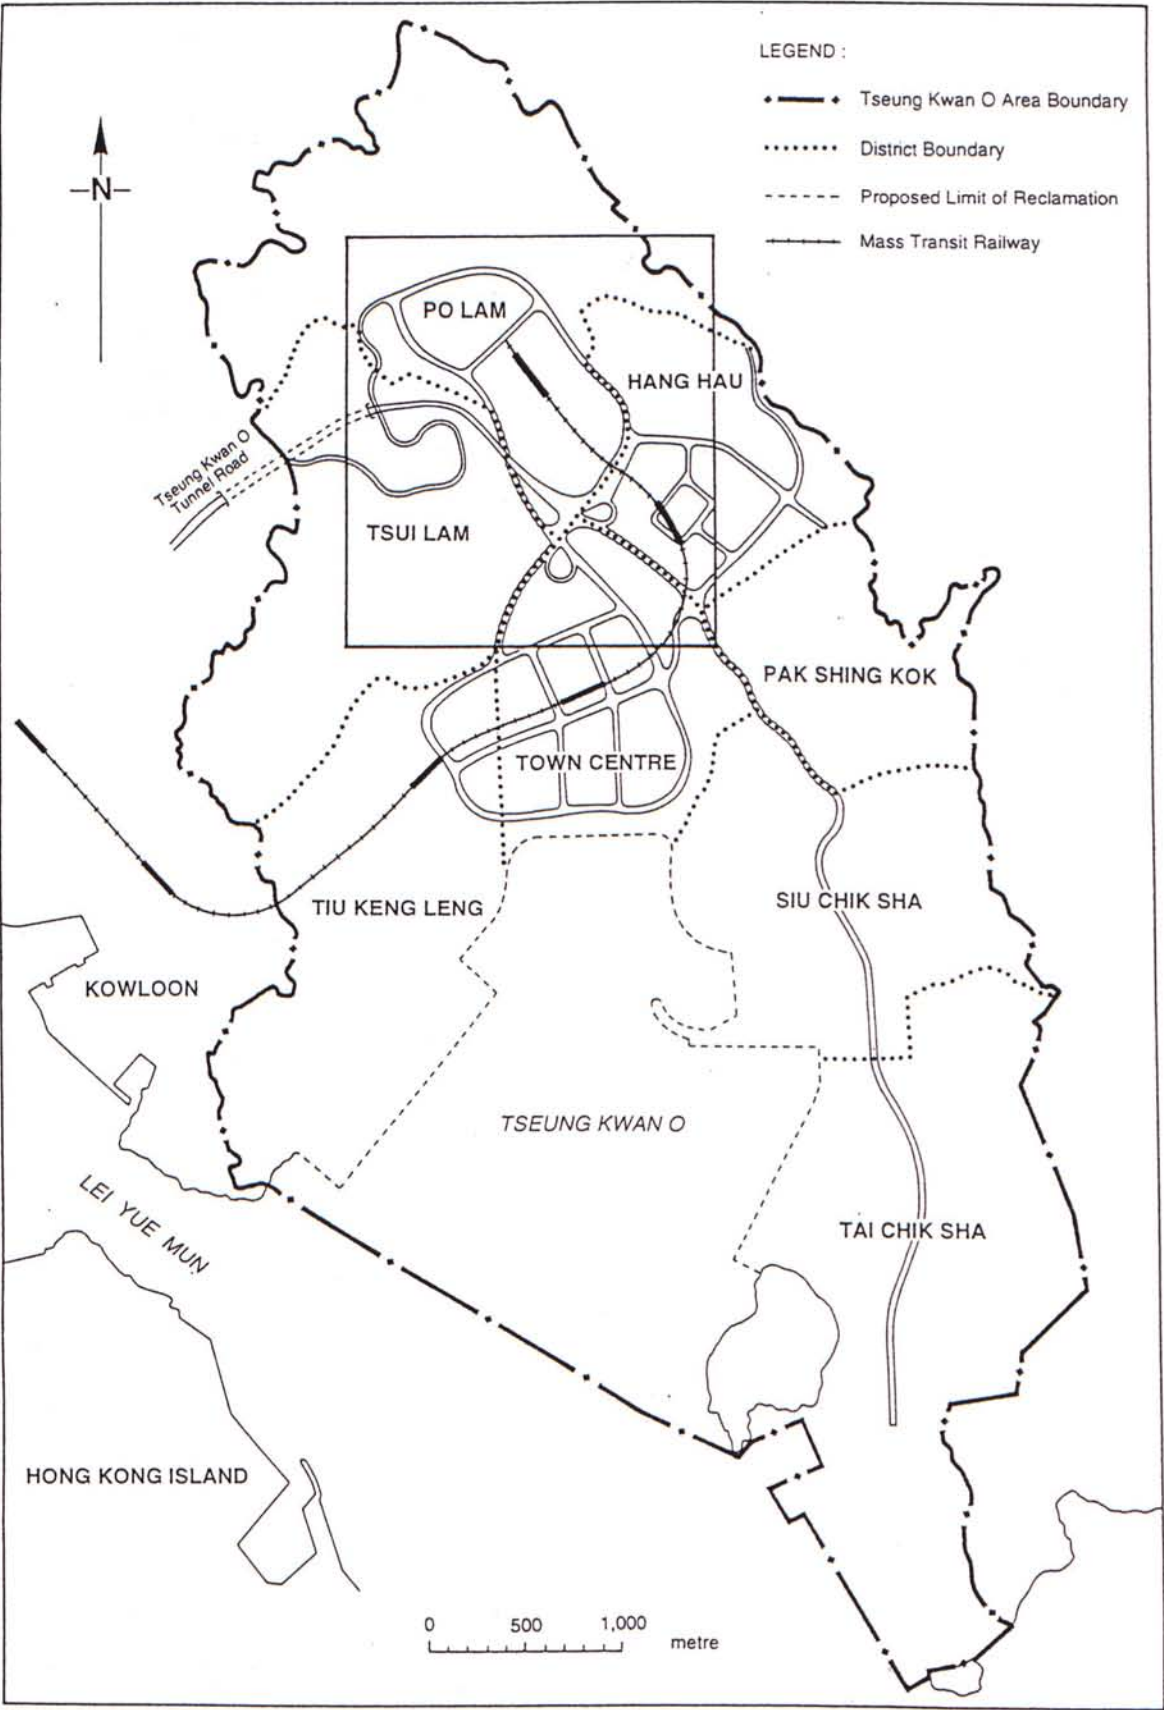 LEGEND :
Tseung Kwan O Area Boundary
District Boundary
Proposed Limit of Reclamation
Mass Transit Railway
—N—
PO LAM
HANG HAU
Tseung Kwan O
Tunnel Road
TSUI LAM
PAK SHING KOK
TOWN CENTRE
SIU CHIK SHA
TIU KENG LENG
KOWLOON
TSEUNG KWAN O
LEI YUE MUN
TAI CHIK SHA
HONG KONG ISLAND
0 500 1,000
metre